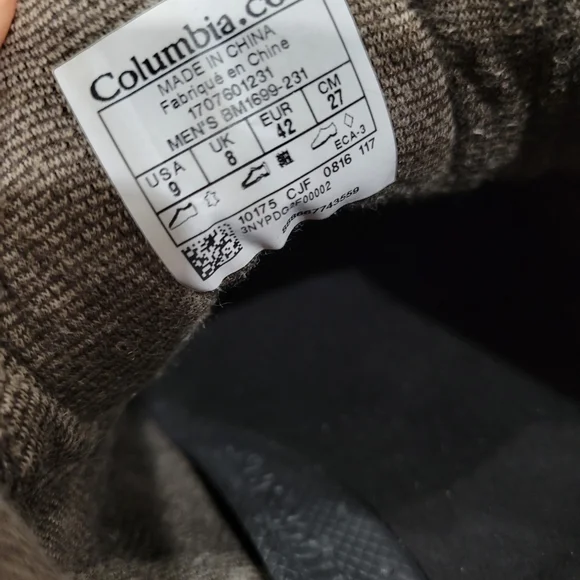 Columbia.co
MADE IN CHINA
Fabriqué en Chine
1707601231
MEN'S BM1699-231
USA UK EUR CM
9 8 42 27
ECA-3
10175 CJF 0816 117